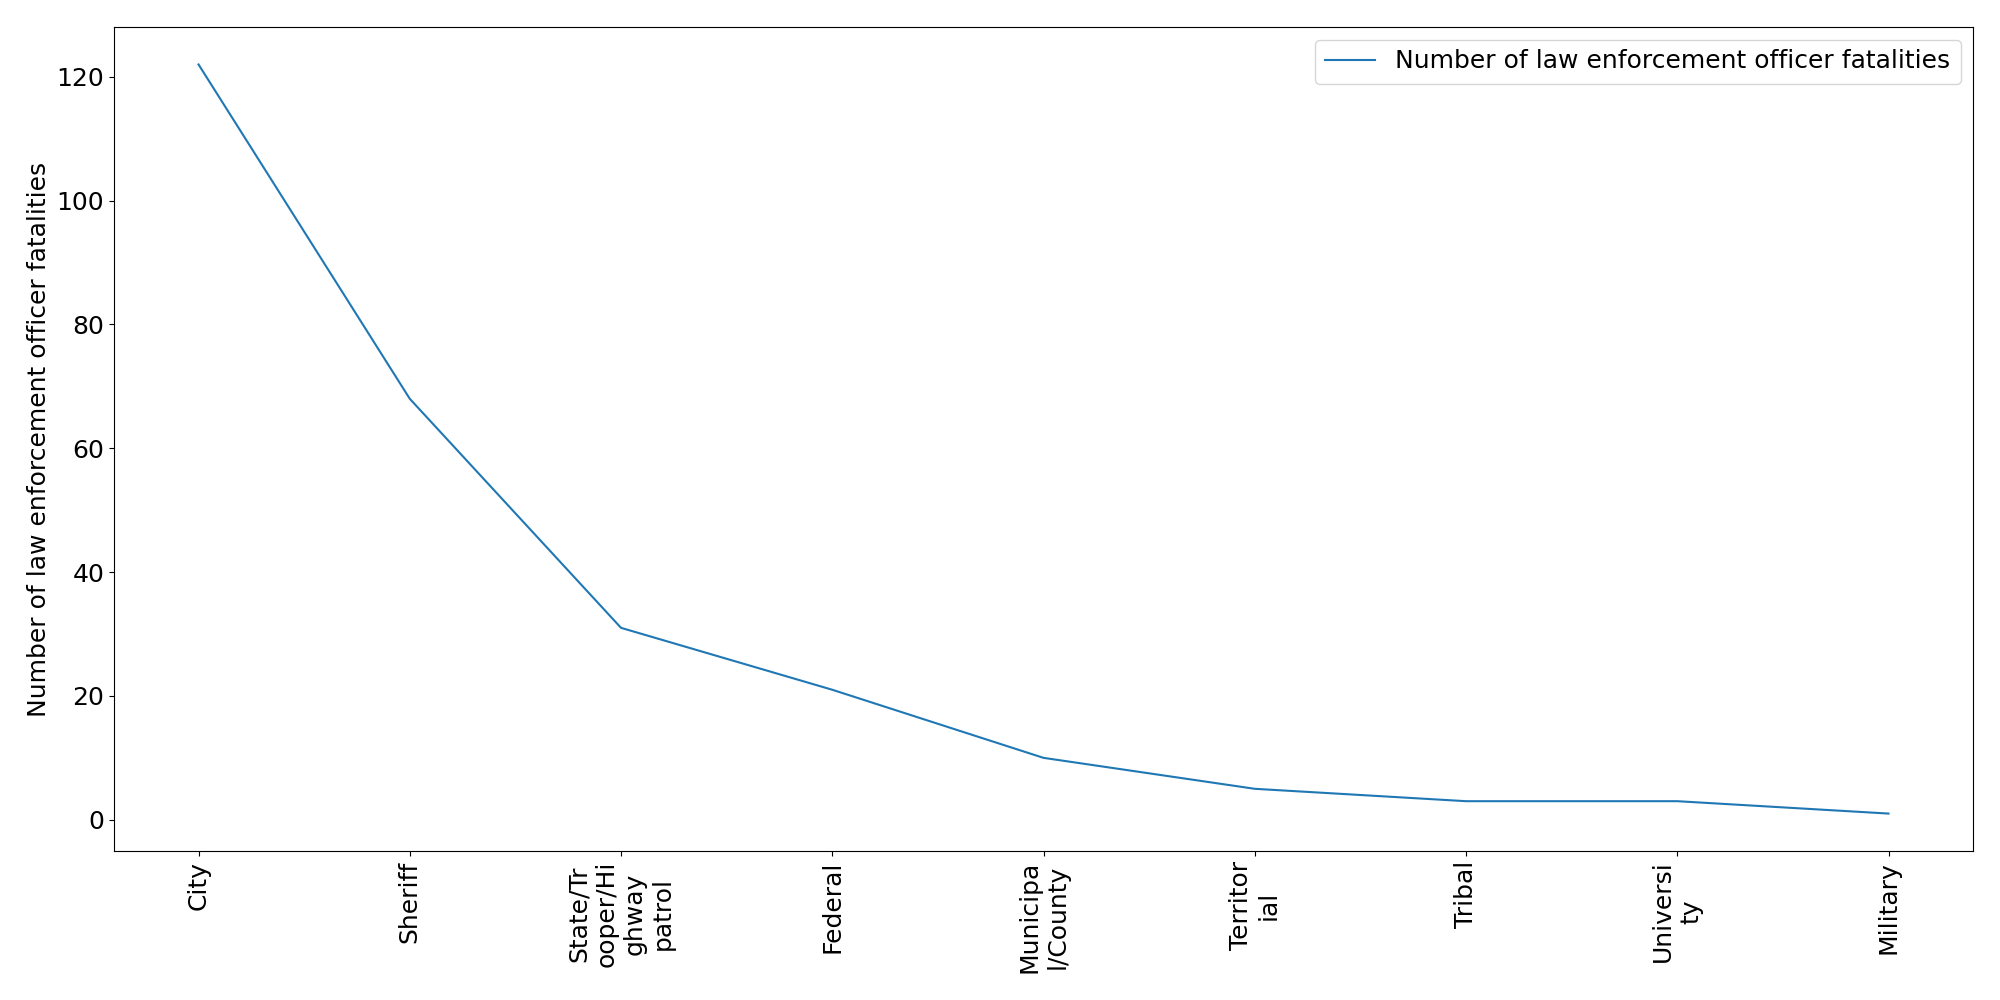 Number of law enforcement officer fatalities
Number of law enforcement officer fatalities
120
100
80
60
40
20
0
City
Sheriff
State/Tr
ooper/Hi
ghway
patrol
Federal
Municipa
l/County
Territor
ial
Tribal
Universi
ty
Military